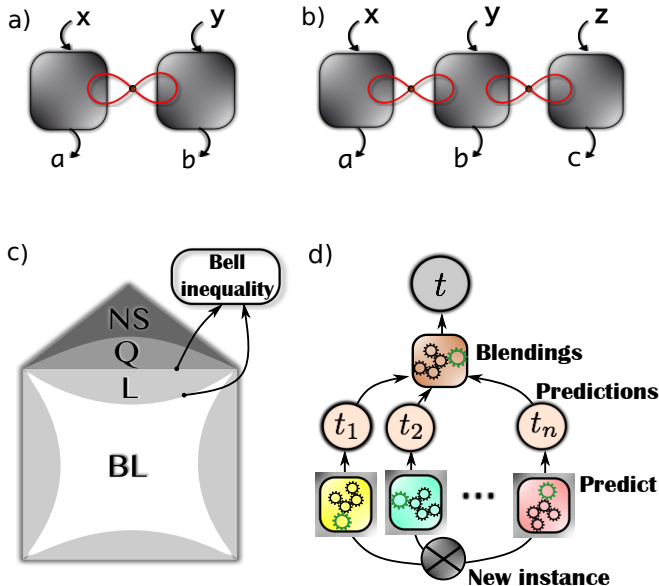 a)
x y
a b
b)
x y z
a b c
c)
Bell
inequality
NS
Q
L
BL
d)
t
Blendings
Predictions
t1 t2 tn
...
Predict
New instance